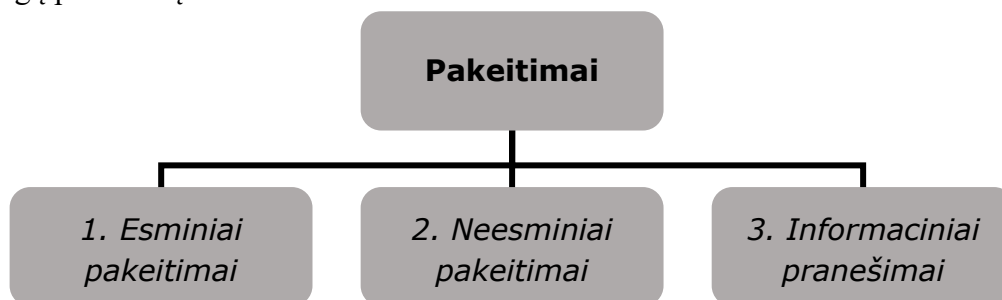 Pakeitimai
1. Esminiai
pakeitimai
2. Neesminiai
pakeitimai
3. Informaciniai
pranešimai